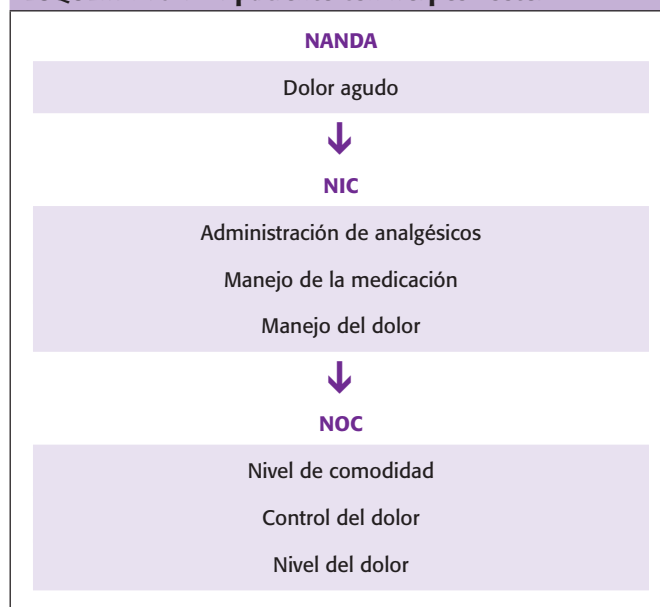 NANDA
Dolor agudo
NIC
Administración de analgésicos
Manejo de la medicación
Manejo del dolor
NOC
Nivel de comodidad
Control del dolor
Nivel del dolor